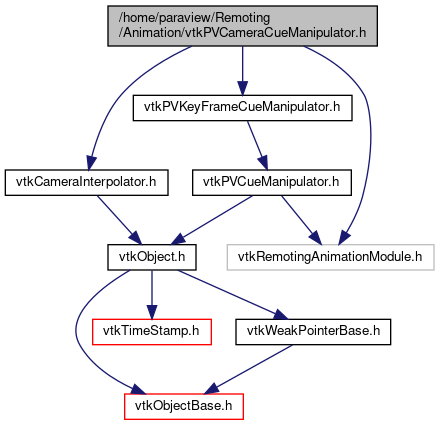 /home/paraview/Remoting
/Animation/vtkPVCameraCueManipulator.h
vtkPVKeyFrameCueManipulator.h
vtkCameraInterpolator.h
vtkPVCueManipulator.h
vtkObject.h
vtkRemotingAnimationModule.h
vtkTimeStamp.h
vtkWeakPointerBase.h
vtkObjectBase.h